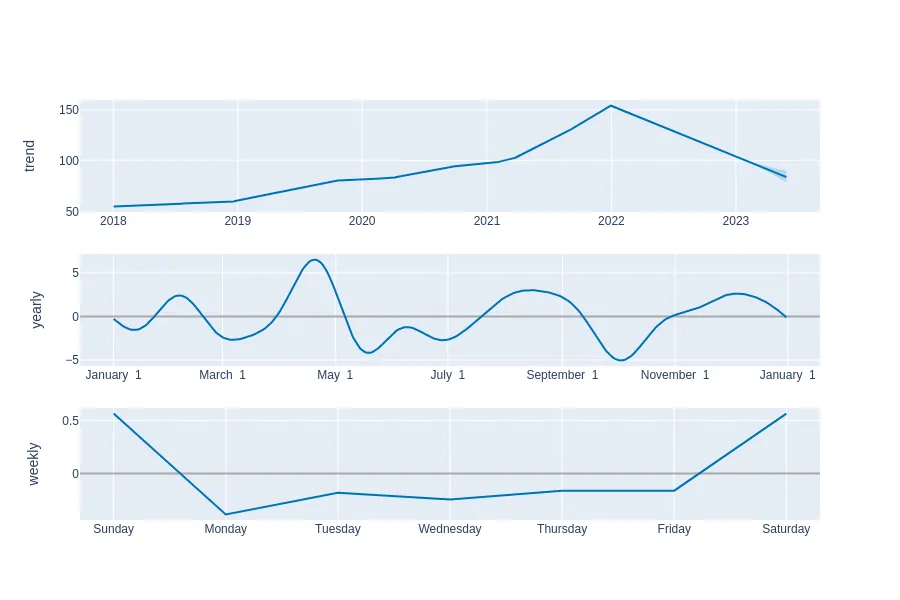 trend
150
100
50
2018 2019 2020 2021 2022 2023
yearly
5
0
−5
January 1 March 1 May 1 July 1 September 1 November 1 January 1
weekly
0.5
0
Sunday Monday Tuesday Wednesday Thursday Friday Saturday